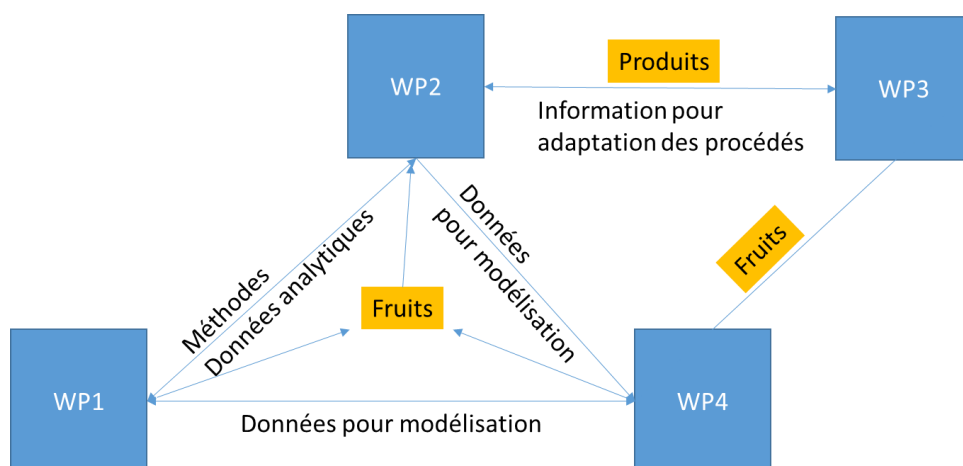 Produits
WP2
WP3
Information pour
adaptation des procédés
Données
pour modélisation
Méthodes
Données analytiques
Fruits
Fruits
WP1
WP4
Données pour modélisation